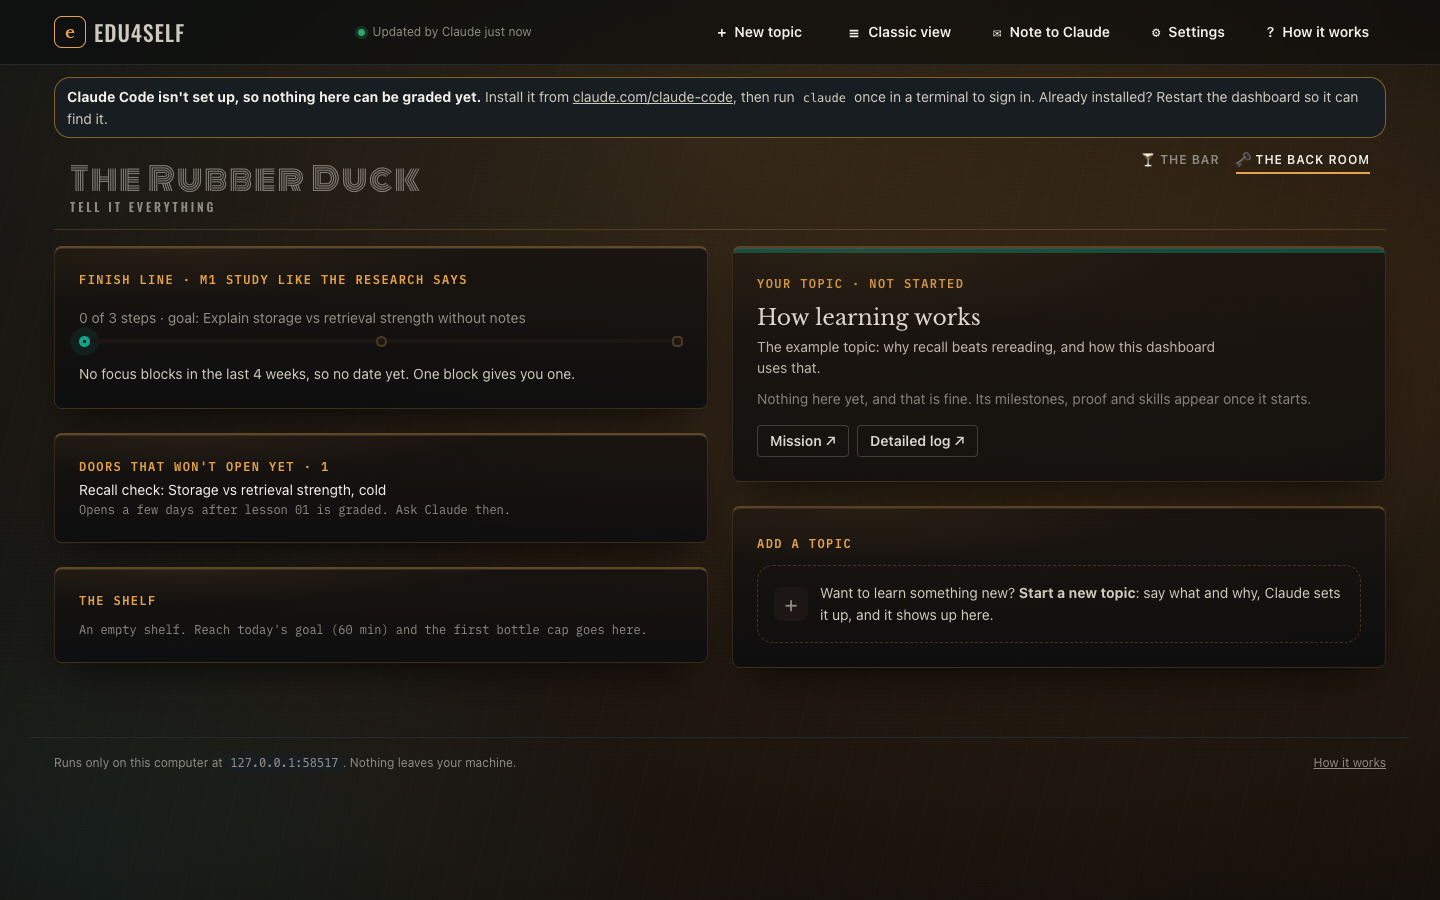 e EDU4SELF
Updated by Claude just now
+ New topic
≡ Classic view
✉ Note to Claude
⚙ Settings
? How it works
Claude Code isn't set up, so nothing here can be graded yet. Install it from claude.com/claude-code, then run claude once in a terminal to sign in. Already installed? Restart the dashboard so it can
find it.
The Rubber Duck
TELL IT EVERYTHING
THE BAR
THE BACK ROOM
FINISH LINE · M1 STUDY LIKE THE RESEARCH SAYS
0 of 3 steps · goal: Explain storage vs retrieval strength without notes
No focus blocks in the last 4 weeks, so no date yet. One block gives you one.
DOORS THAT WON'T OPEN YET · 1
Recall check: Storage vs retrieval strength, cold
Opens a few days after lesson 01 is graded. Ask Claude then.
THE SHELF
An empty shelf. Reach today's goal (60 min) and the first bottle cap goes here.
YOUR TOPIC · NOT STARTED
How learning works
The example topic: why recall beats rereading, and how this dashboard
uses that.
Nothing here yet, and that is fine. Its milestones, proof and skills appear once it starts.
Mission ↗
Detailed log ↗
ADD A TOPIC
+
Want to learn something new? Start a new topic: say what and why, Claude sets
it up, and it shows up here.
Runs only on this computer at 127.0.0.1:58517. Nothing leaves your machine.
How it works